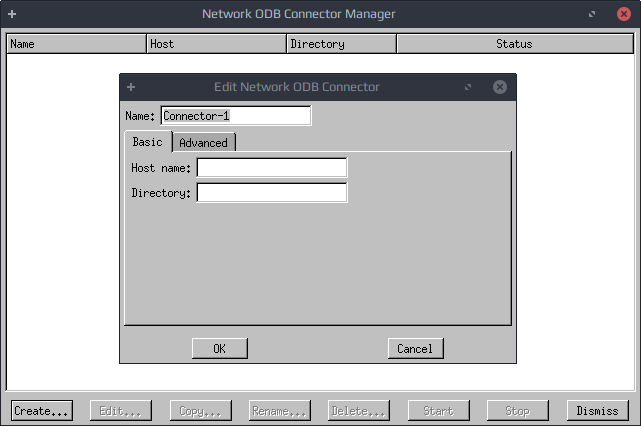 Network ODB Connector Manager
Name Host Directory Status
Edit Network ODB Connector
Name: Connector-1
Basic Advanced
Host name:
Directory:
OK Cancel
Create... Edit... Copy... Rename... Delete... Start Stop Dismiss